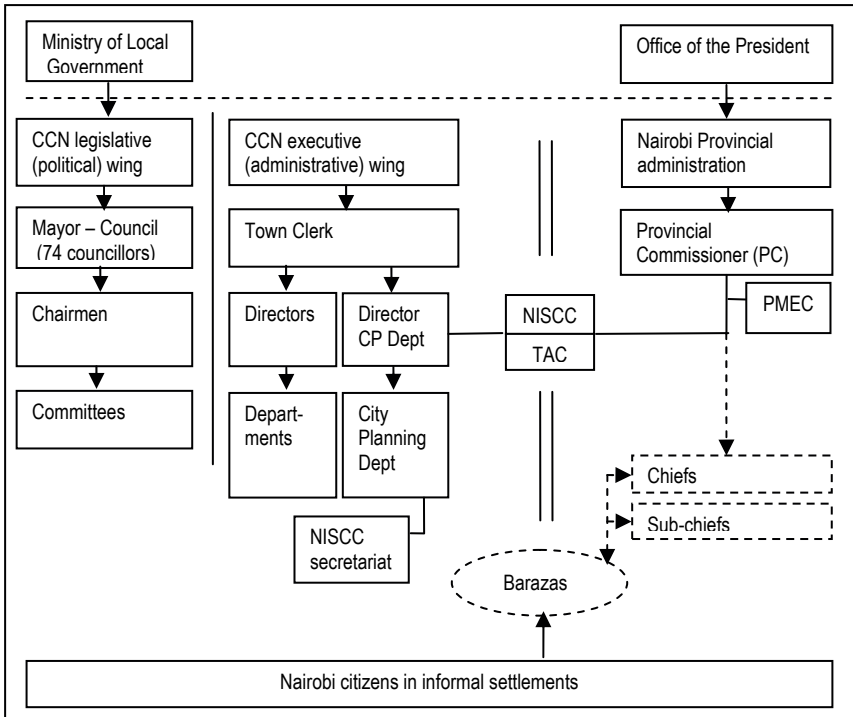 Ministry of Local
Government
Office of the President
CCN legislative
(political) wing
CCN executive
(administrative) wing
Nairobi Provincial
administration
Mayor – Council
(74 councillors)
Town Clerk
Provincial
Commissioner (PC)
Chairmen
Directors
Director
CP Dept
NISCC
TAC
PMEC
Committees
Depart-
ments
City
Planning
Dept
Chiefs
Sub-chiefs
NISCC
secretariat
Barazas
Nairobi citizens in informal settlements